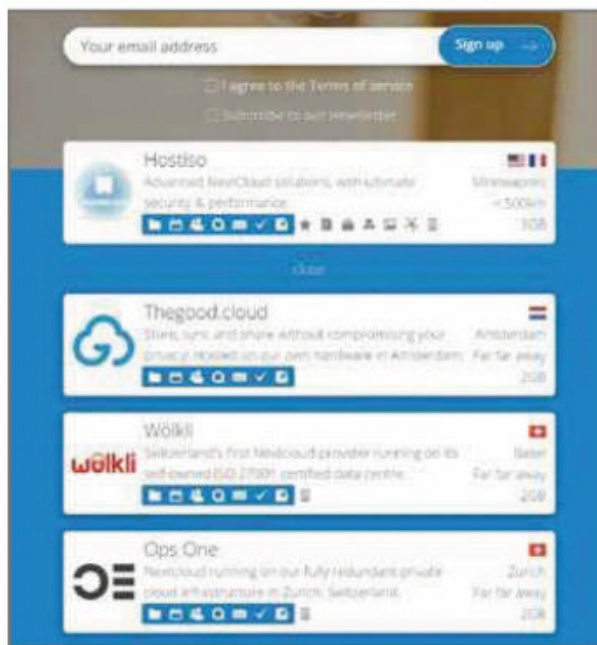 Your email address
Sign up
I agree to the Terms of service
Subscribe to our newsletter
Hostiso
Advanced NextCloud solutions, with ultimate
Minneapolis
security & performance.
< 500km
3GB
close
Thegood.cloud
Store, sync and share without compromising your
Amsterdam
privacy. Hosted on our own hardware in Amsterdam.
Far far away
2GB
Wölkli
Switzerland's first Nextcloud provider running on its
Basel
wölkli
self-owned ISO 27001 certified data centre.
Far far away
2GB
Ops One
Nextcloud running on our fully redundant private
Zurich
cloud infrastructure in Zurich, Switzerland.
Far far away
2GB